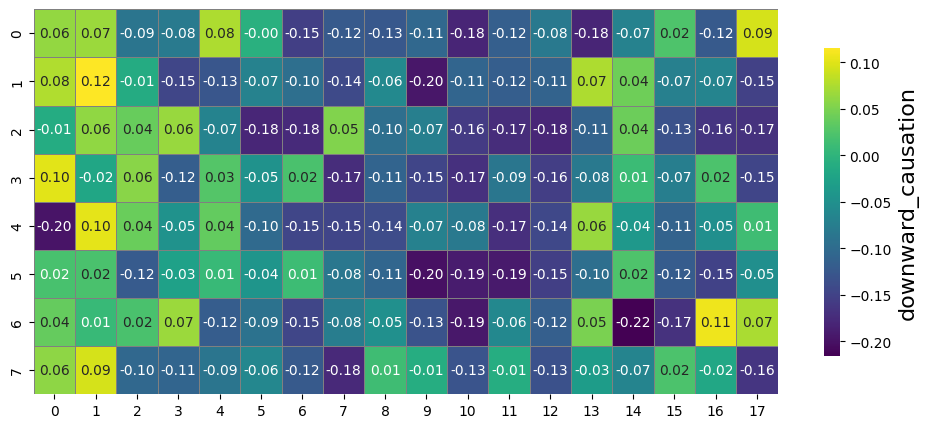 0 0.06 0.07 -0.09 -0.08 0.08 -0.00 -0.15 -0.12 -0.13 -0.11 -0.18 -0.12 -0.08 -0.18 -0.07 0.02 -0.12 0.09
1 0.08 0.12 -0.01 -0.15 -0.13 -0.07 -0.10 -0.14 -0.06 -0.20 -0.11 -0.12 -0.11 0.07 0.04 -0.07 -0.07 -0.15
2 -0.01 0.06 0.04 0.06 -0.07 -0.18 -0.18 0.05 -0.10 -0.07 -0.16 -0.17 -0.18 -0.11 0.04 -0.13 -0.16 -0.17
3 0.10 -0.02 0.06 -0.12 0.03 -0.05 0.02 -0.17 -0.11 -0.15 -0.17 -0.09 -0.16 -0.08 0.01 -0.07 0.02 -0.15
4 -0.20 0.10 0.04 -0.05 0.04 -0.10 -0.15 -0.15 -0.14 -0.07 -0.08 -0.17 -0.14 0.06 -0.04 -0.11 -0.05 0.01
5 0.02 0.02 -0.12 -0.03 0.01 -0.04 0.01 -0.08 -0.11 -0.20 -0.19 -0.19 -0.15 -0.10 0.02 -0.12 -0.15 -0.05
6 0.04 0.01 0.02 0.07 -0.12 -0.09 -0.15 -0.08 -0.05 -0.13 -0.19 -0.06 -0.12 0.05 -0.22 -0.17 0.11 0.07
7 0.06 0.09 -0.10 -0.11 -0.09 -0.06 -0.12 -0.18 0.01 -0.01 -0.13 -0.01 -0.13 -0.03 -0.07 0.02 -0.02 -0.16
0 1 2 3 4 5 6 7 8 9 10 11 12 13 14 15 16 17
0.10
0.05
0.00
−0.05
−0.10
−0.15
−0.20
downward_causation